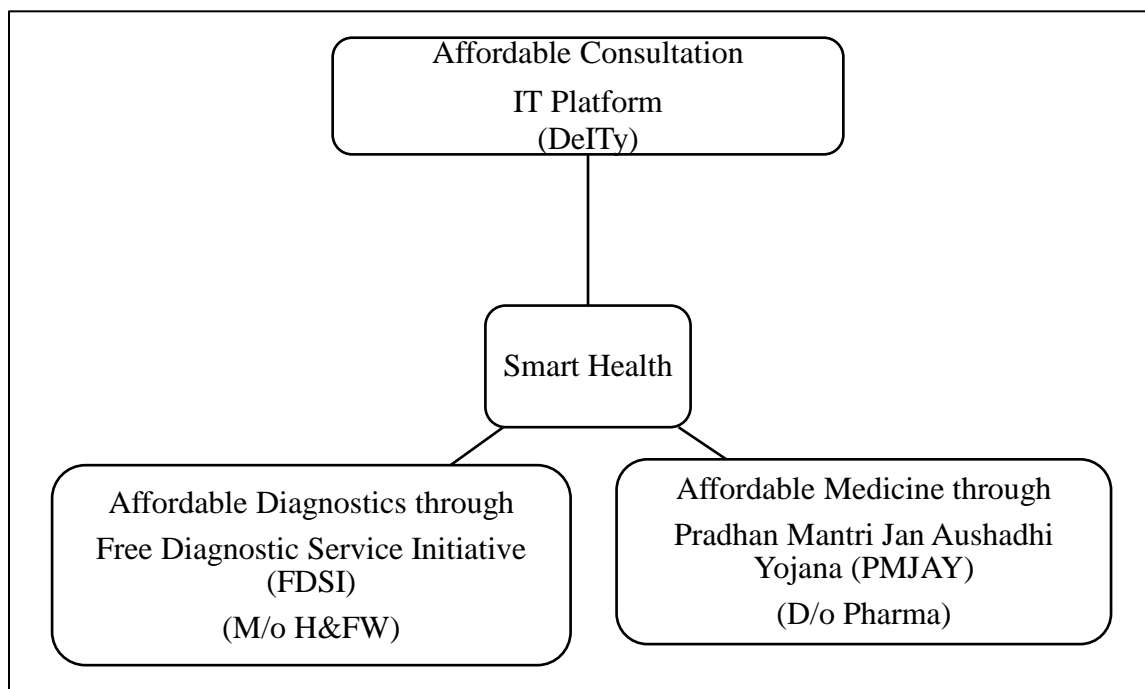 Affordable Consultation
IT Platform
(DeITy)
Smart Health
Affordable Diagnostics through
Free Diagnostic Service Initiative
(FDSI)
(M/o H&FW)
Affordable Medicine through
Pradhan Mantri Jan Aushadhi
Yojana (PMJAY)
(D/o Pharma)